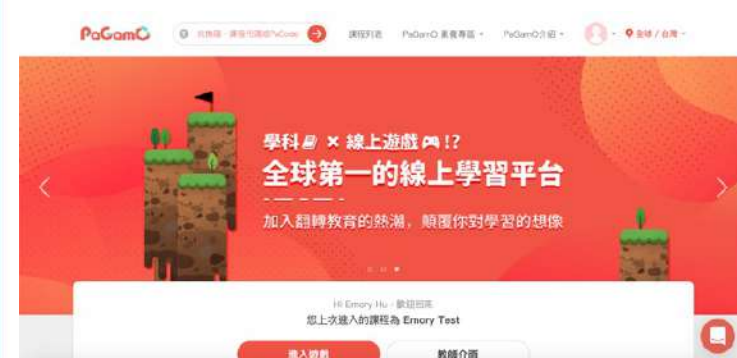 PaGamO
課程列表 PaGamO 素養專區 PaGamO介紹 全球 / 台灣
學科 × 線上遊戲 !?
全球第一的線上學習平台
加入翻轉教育的熱潮，顛覆你對學習的想像
Hi Emory Hu，歡迎回來
您上次進入的課程為 Emory Test
進入遊戲 教師介面